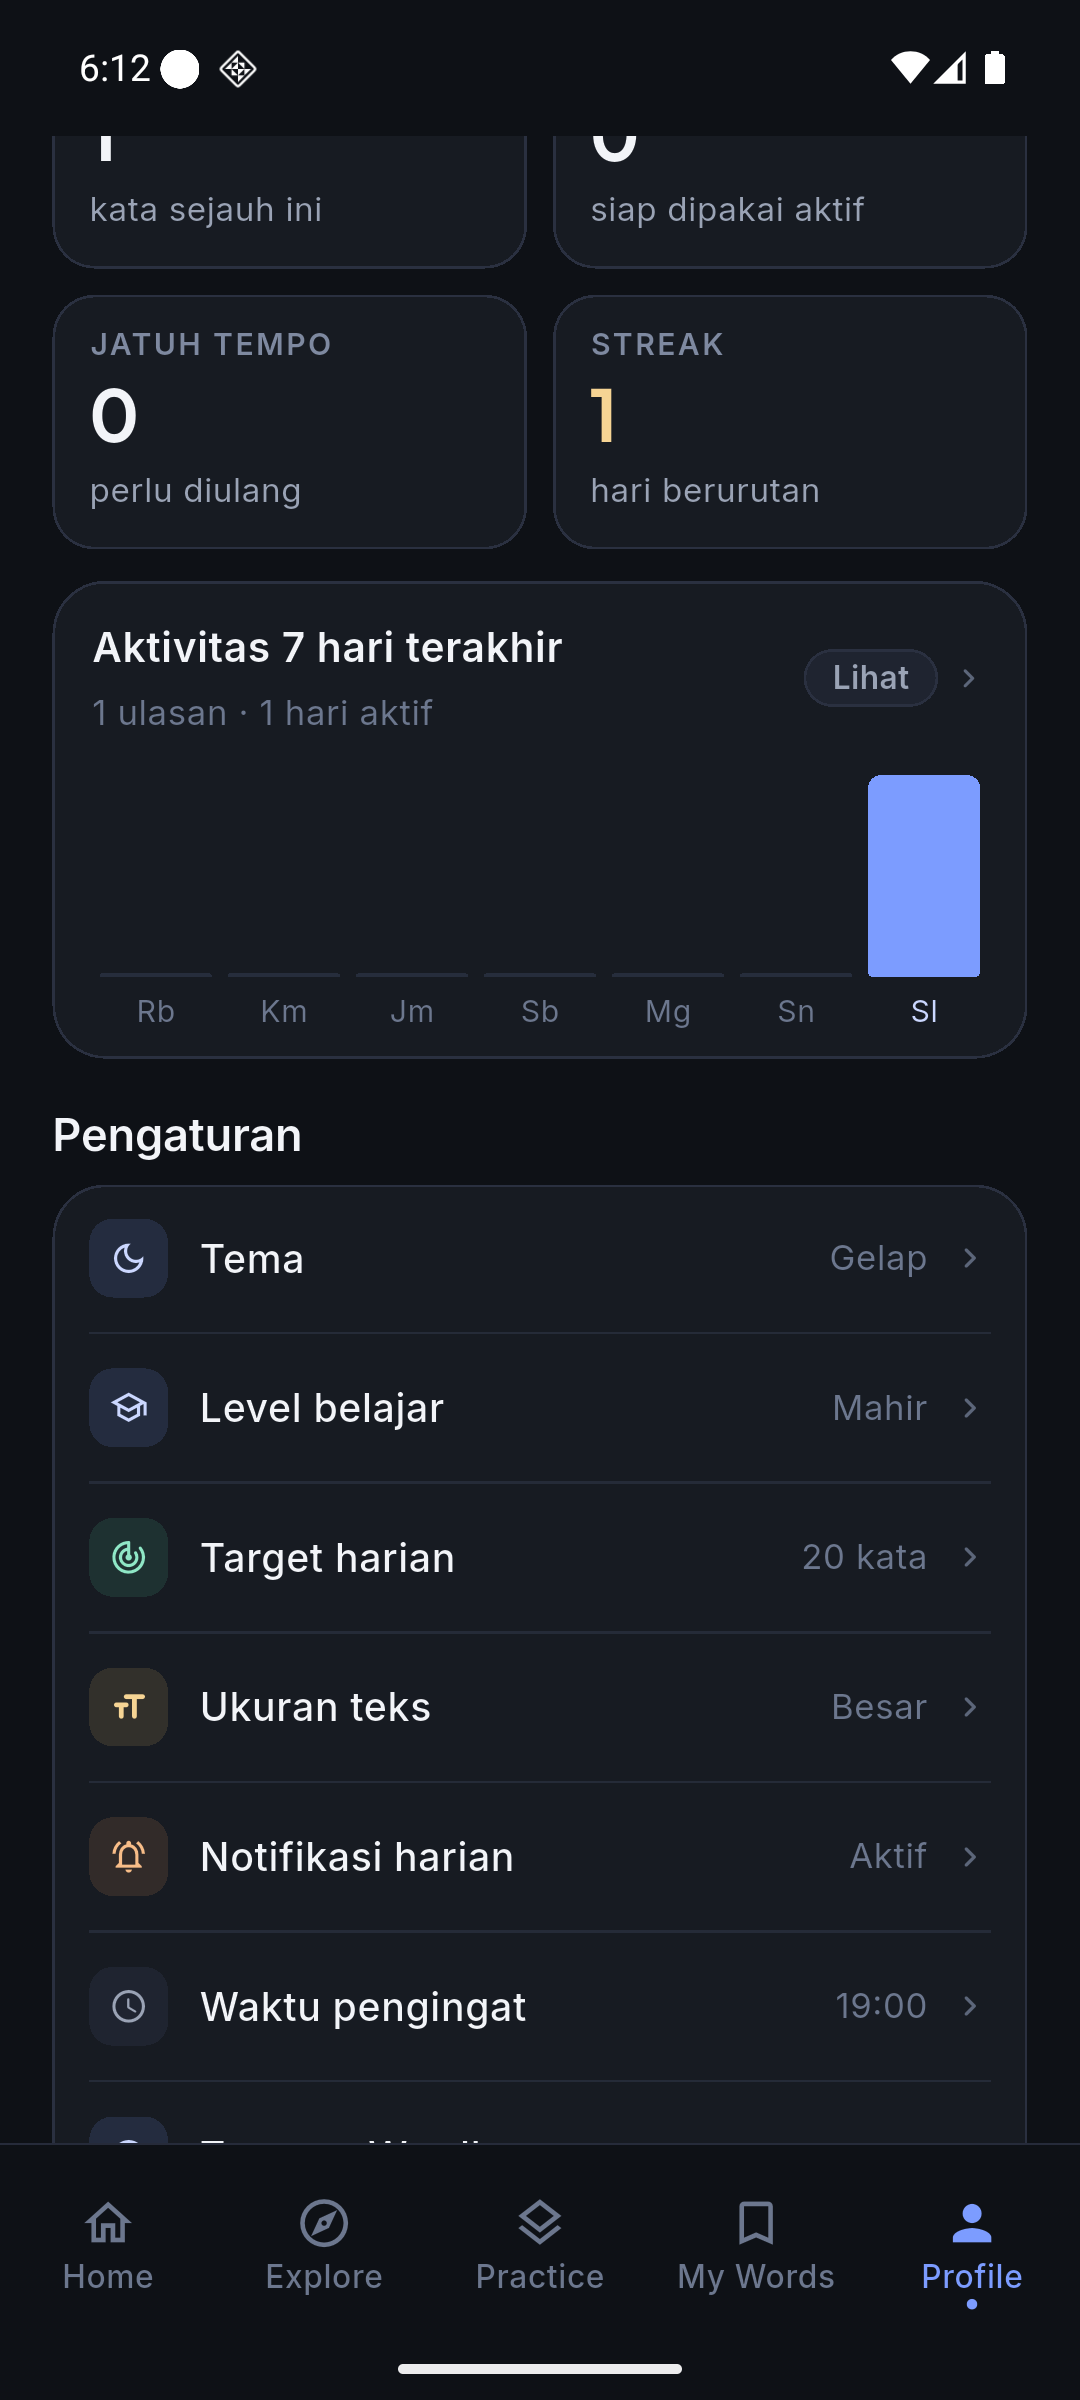 6:12
kata sejauh ini
siap dipakai aktif
JATUH TEMPO
0
perlu diulang
STREAK
1
hari berurutan
Aktivitas 7 hari terakhir
1 ulasan · 1 hari aktif
Lihat
Rb Km Jm Sb Mg Sn Sl
Pengaturan
Tema Gelap
Level belajar Mahir
Target harian 20 kata
Ukuran teks Besar
Notifikasi harian Aktif
Waktu pengingat 19:00
Home Explore Practice My Words Profile